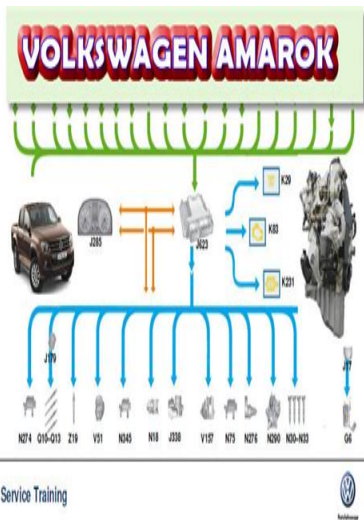 VOLKSWAGEN AMAROK
K29
J285
J623
K83
K231
J179
J17
N274 Q10-Q13 Z19 V51 N345 N18 J338 V157 N75 N276 N290 N30-N33 G6
Service Training